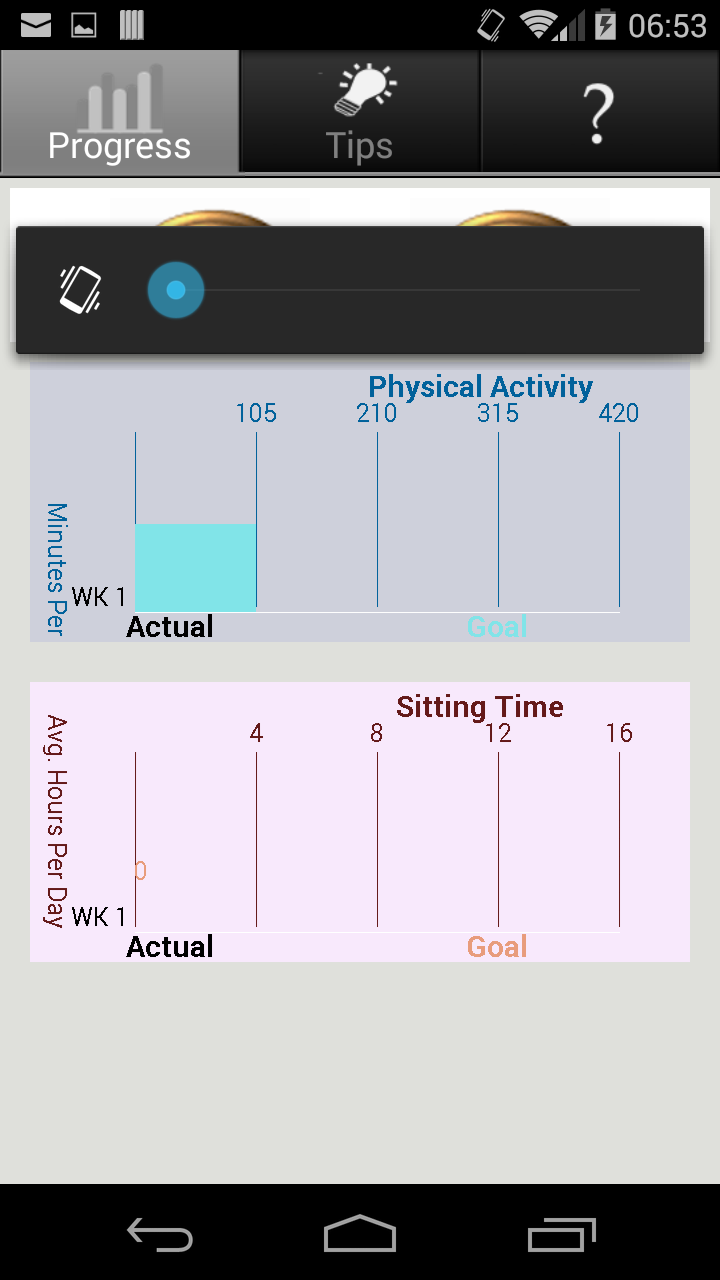 06:53
Progress
Tips
?
Physical Activity
105 210 315 420
Minutes Per
WK 1
Actual Goal
Sitting Time
4 8 12 16
Avg. Hours Per Day
0
WK 1
Actual Goal